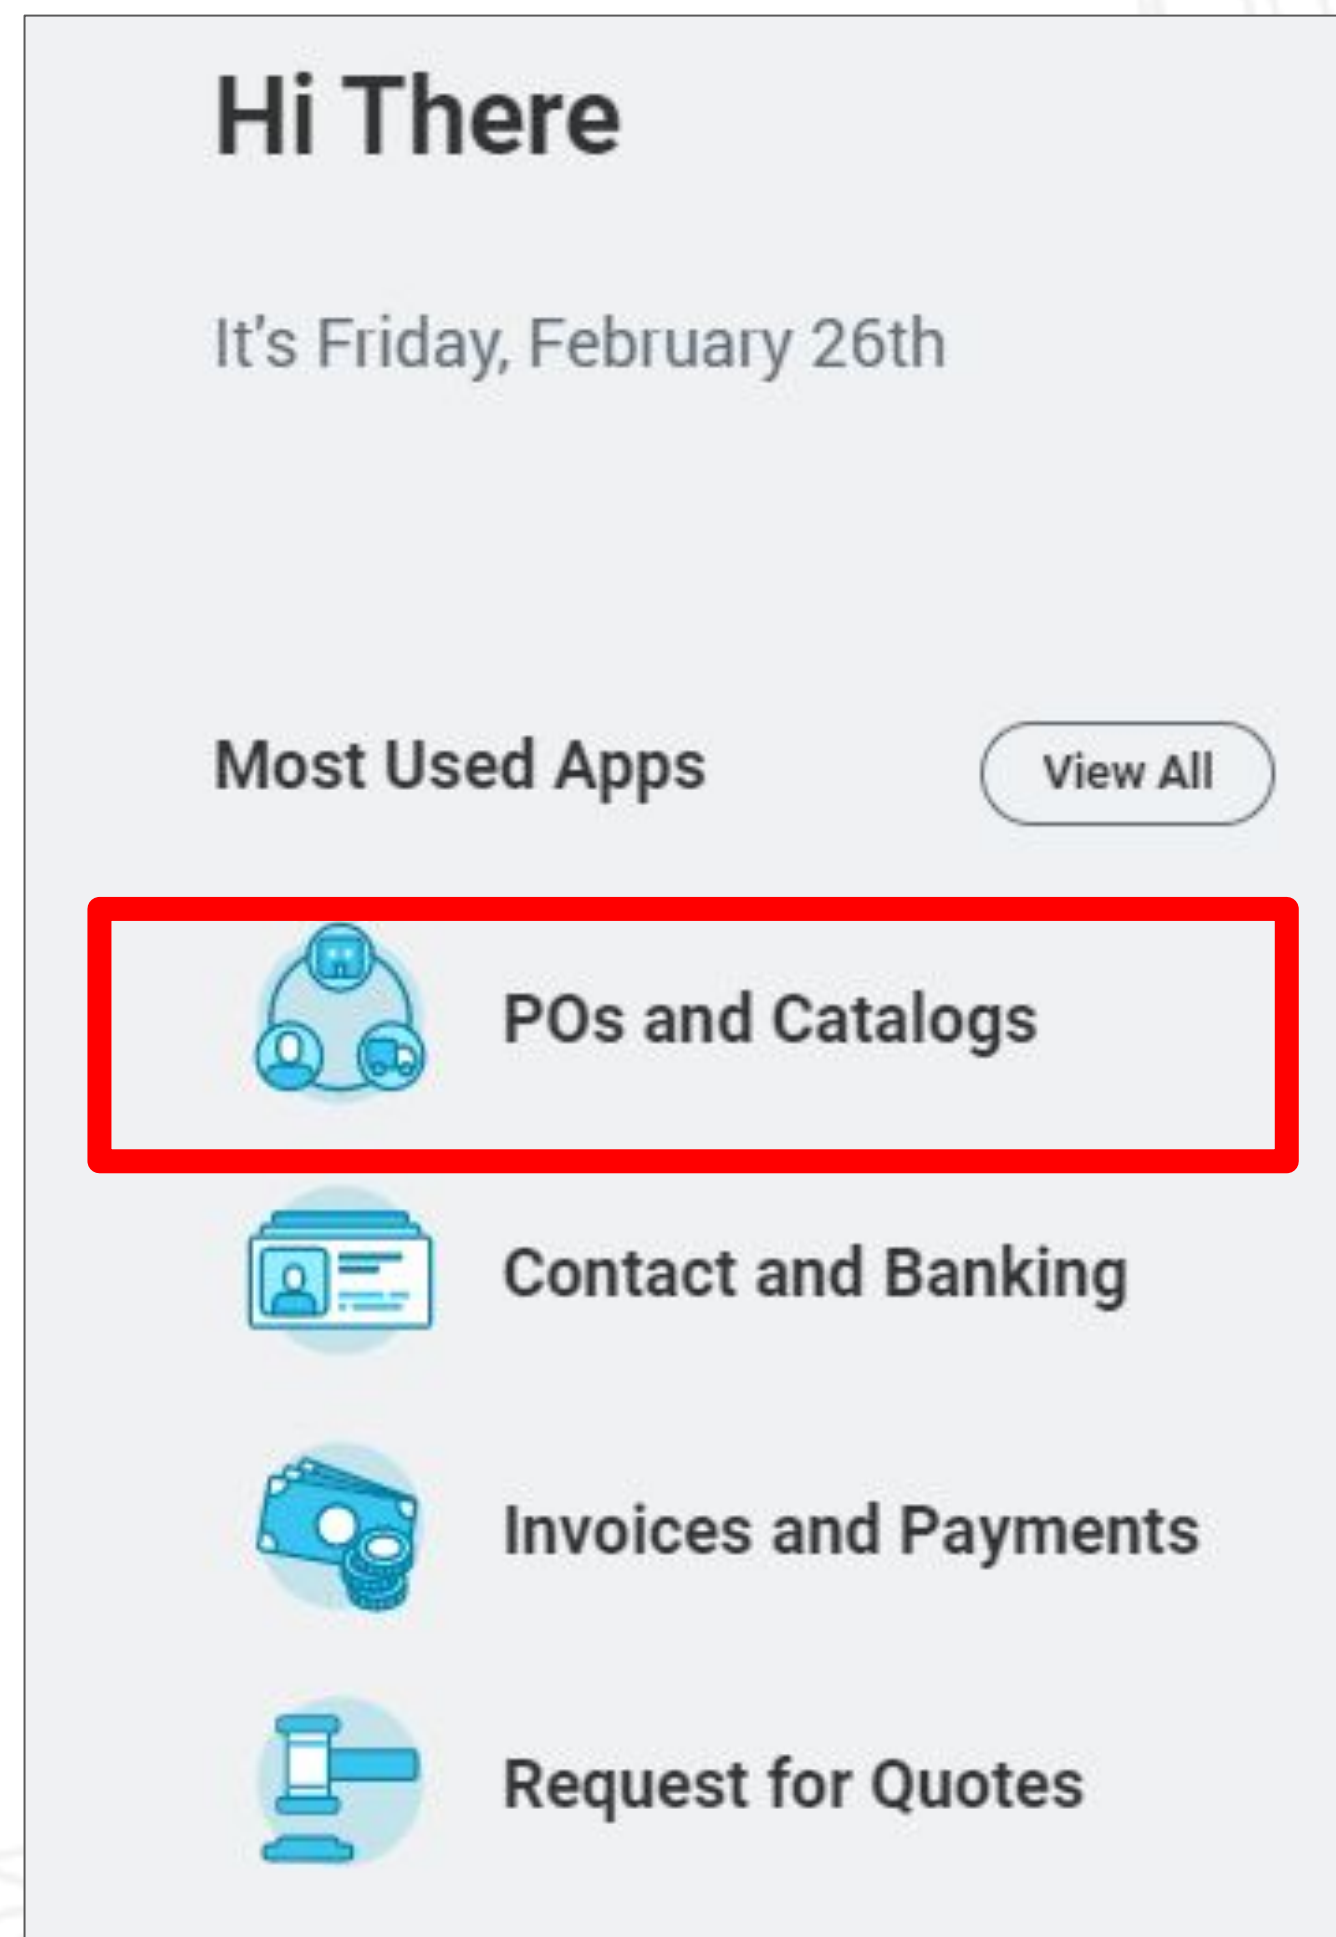 Hi There
It's Friday, February 26th
Most Used Apps
View All
POs and Catalogs
Contact and Banking
Invoices and Payments
Request for Quotes